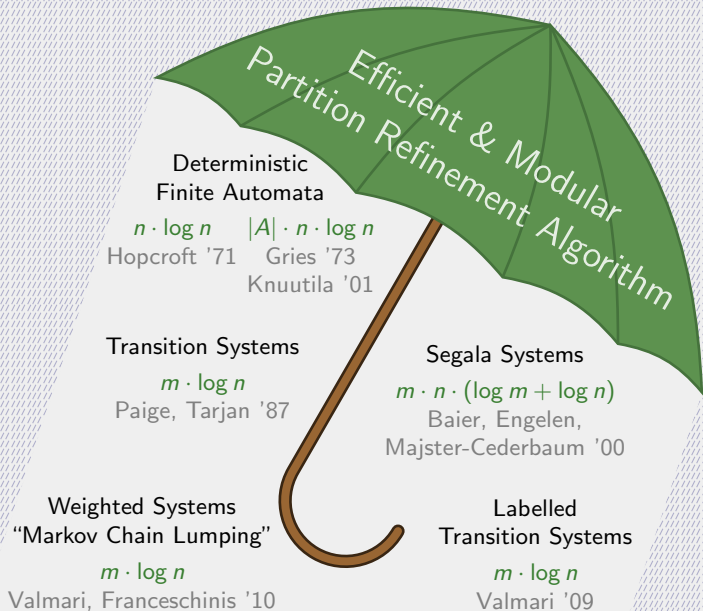 Efficient & Modular
Partition Refinement Algorithm
Deterministic
Finite Automata
n · log n |A| · n · log n
Hopcroft ’71 Gries ’73
Knuutila ’01
Transition Systems
m · log n
Paige, Tarjan ’87
Segala Systems
m · n · (log m + log n)
Baier, Engelen,
Majster-Cederbaum ’00
Weighted Systems
“Markov Chain Lumping”
m · log n
Valmari, Franceschinis ’10
Labelled
Transition Systems
m · log n
Valmari ’09